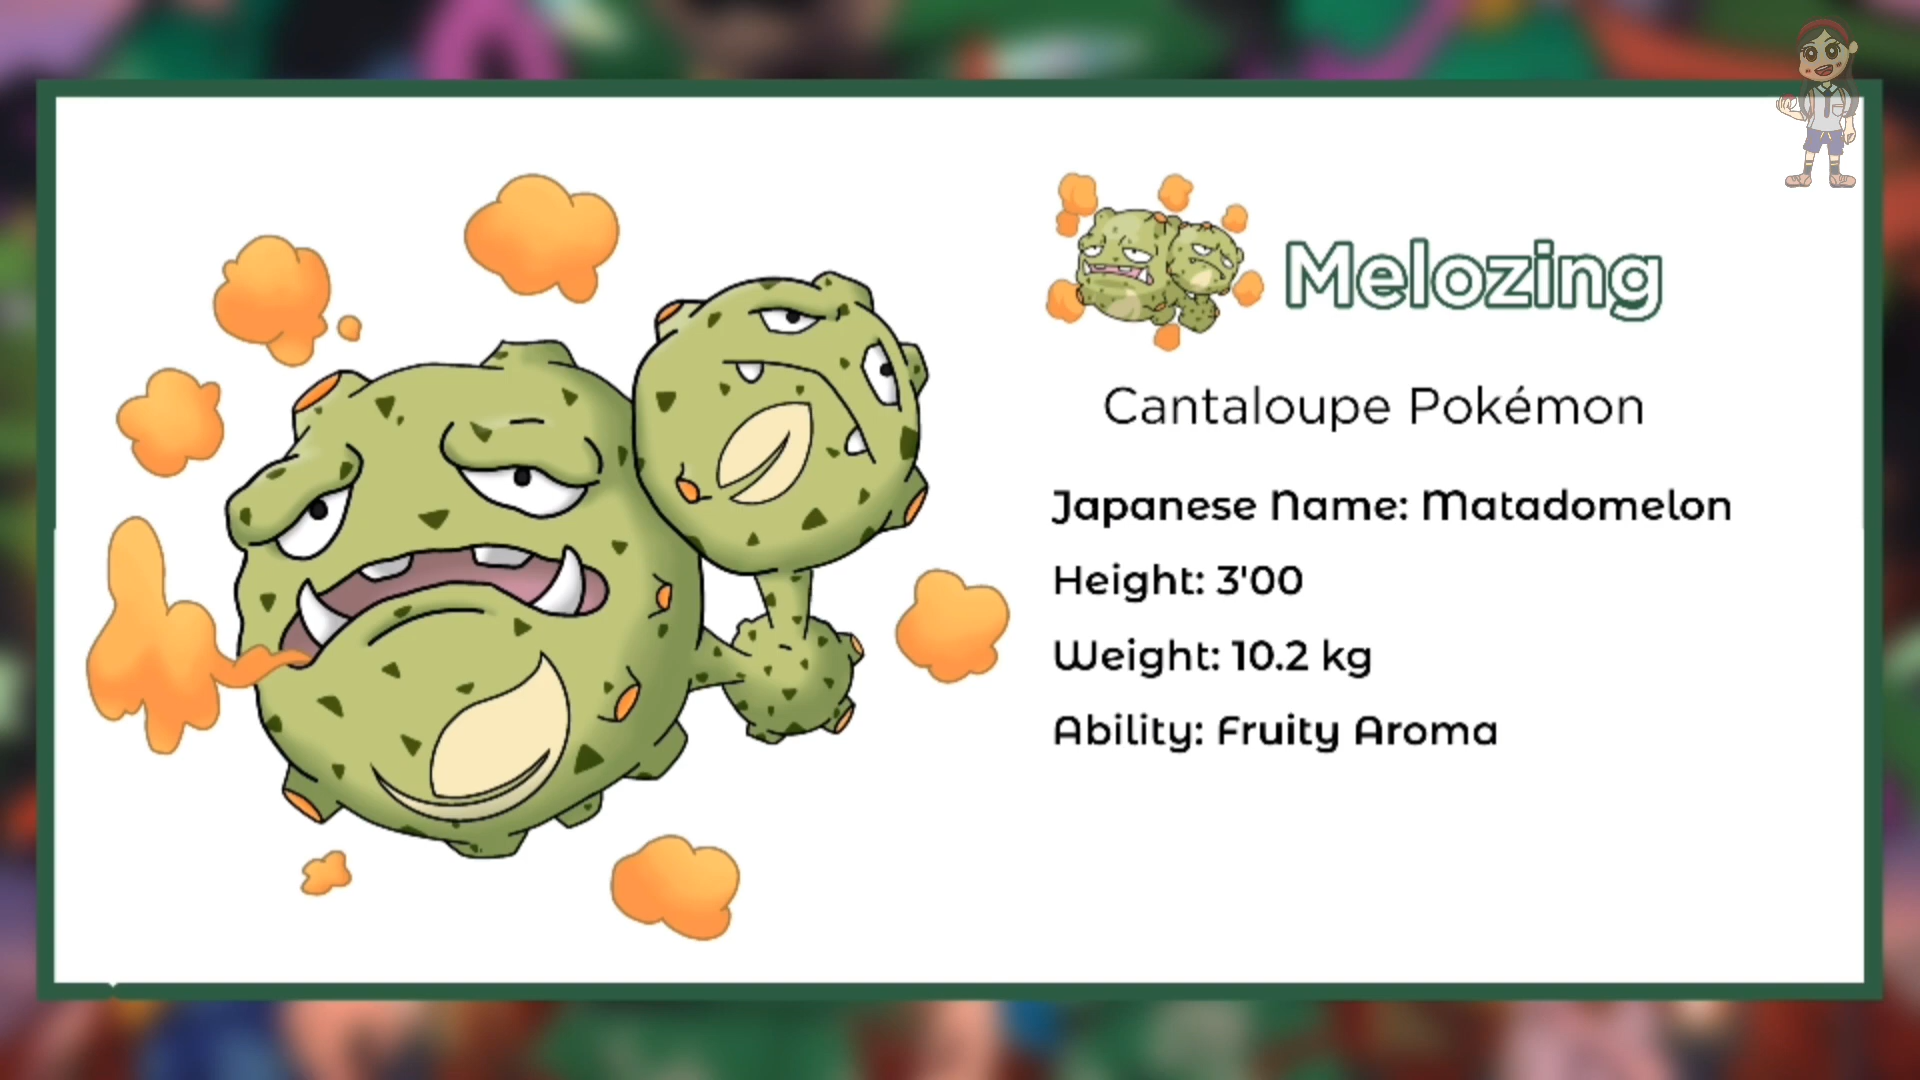 Melozing
Cantaloupe Pokémon
Japanese Name: Matadomelon
Height: 3'00
Weight: 10.2 kg
Ability: Fruity Aroma